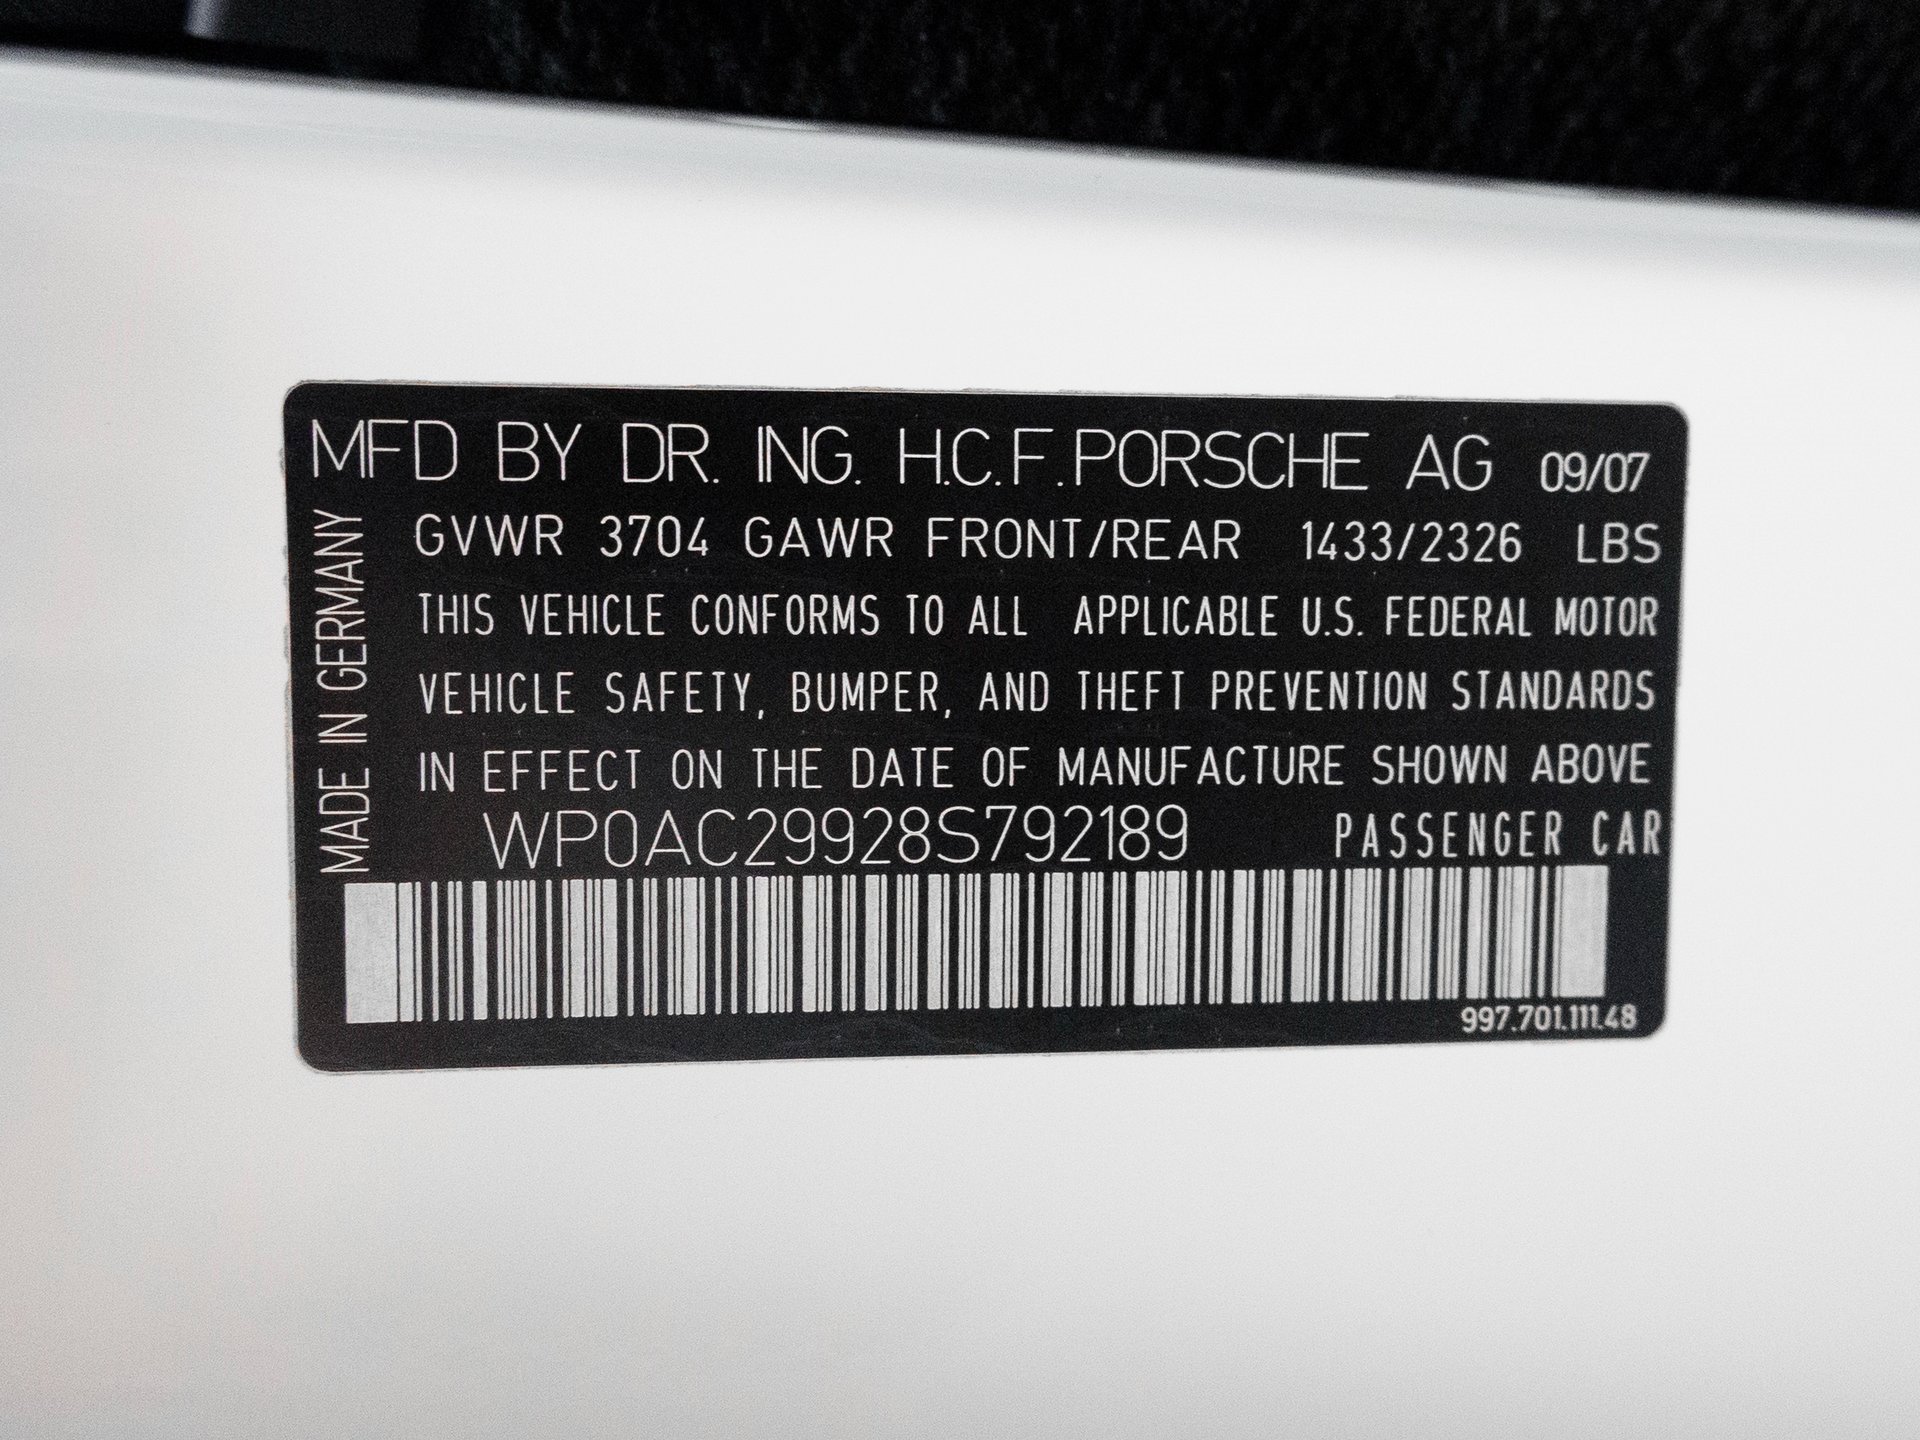 MFD BY DR. ING. H.C.F.PORSCHE AG 09/07
MADE IN GERMANY
GVWR 3704 GAWR FRONT/REAR 1433/2326 LBS
THIS VEHICLE CONFORMS TO ALL APPLICABLE U.S. FEDERAL MOTOR
VEHICLE SAFETY, BUMPER, AND THEFT PREVENTION STANDARDS
IN EFFECT ON THE DATE OF MANUFACTURE SHOWN ABOVE
WP0AC29928S792189 PASSENGER CAR
997.701.111.48